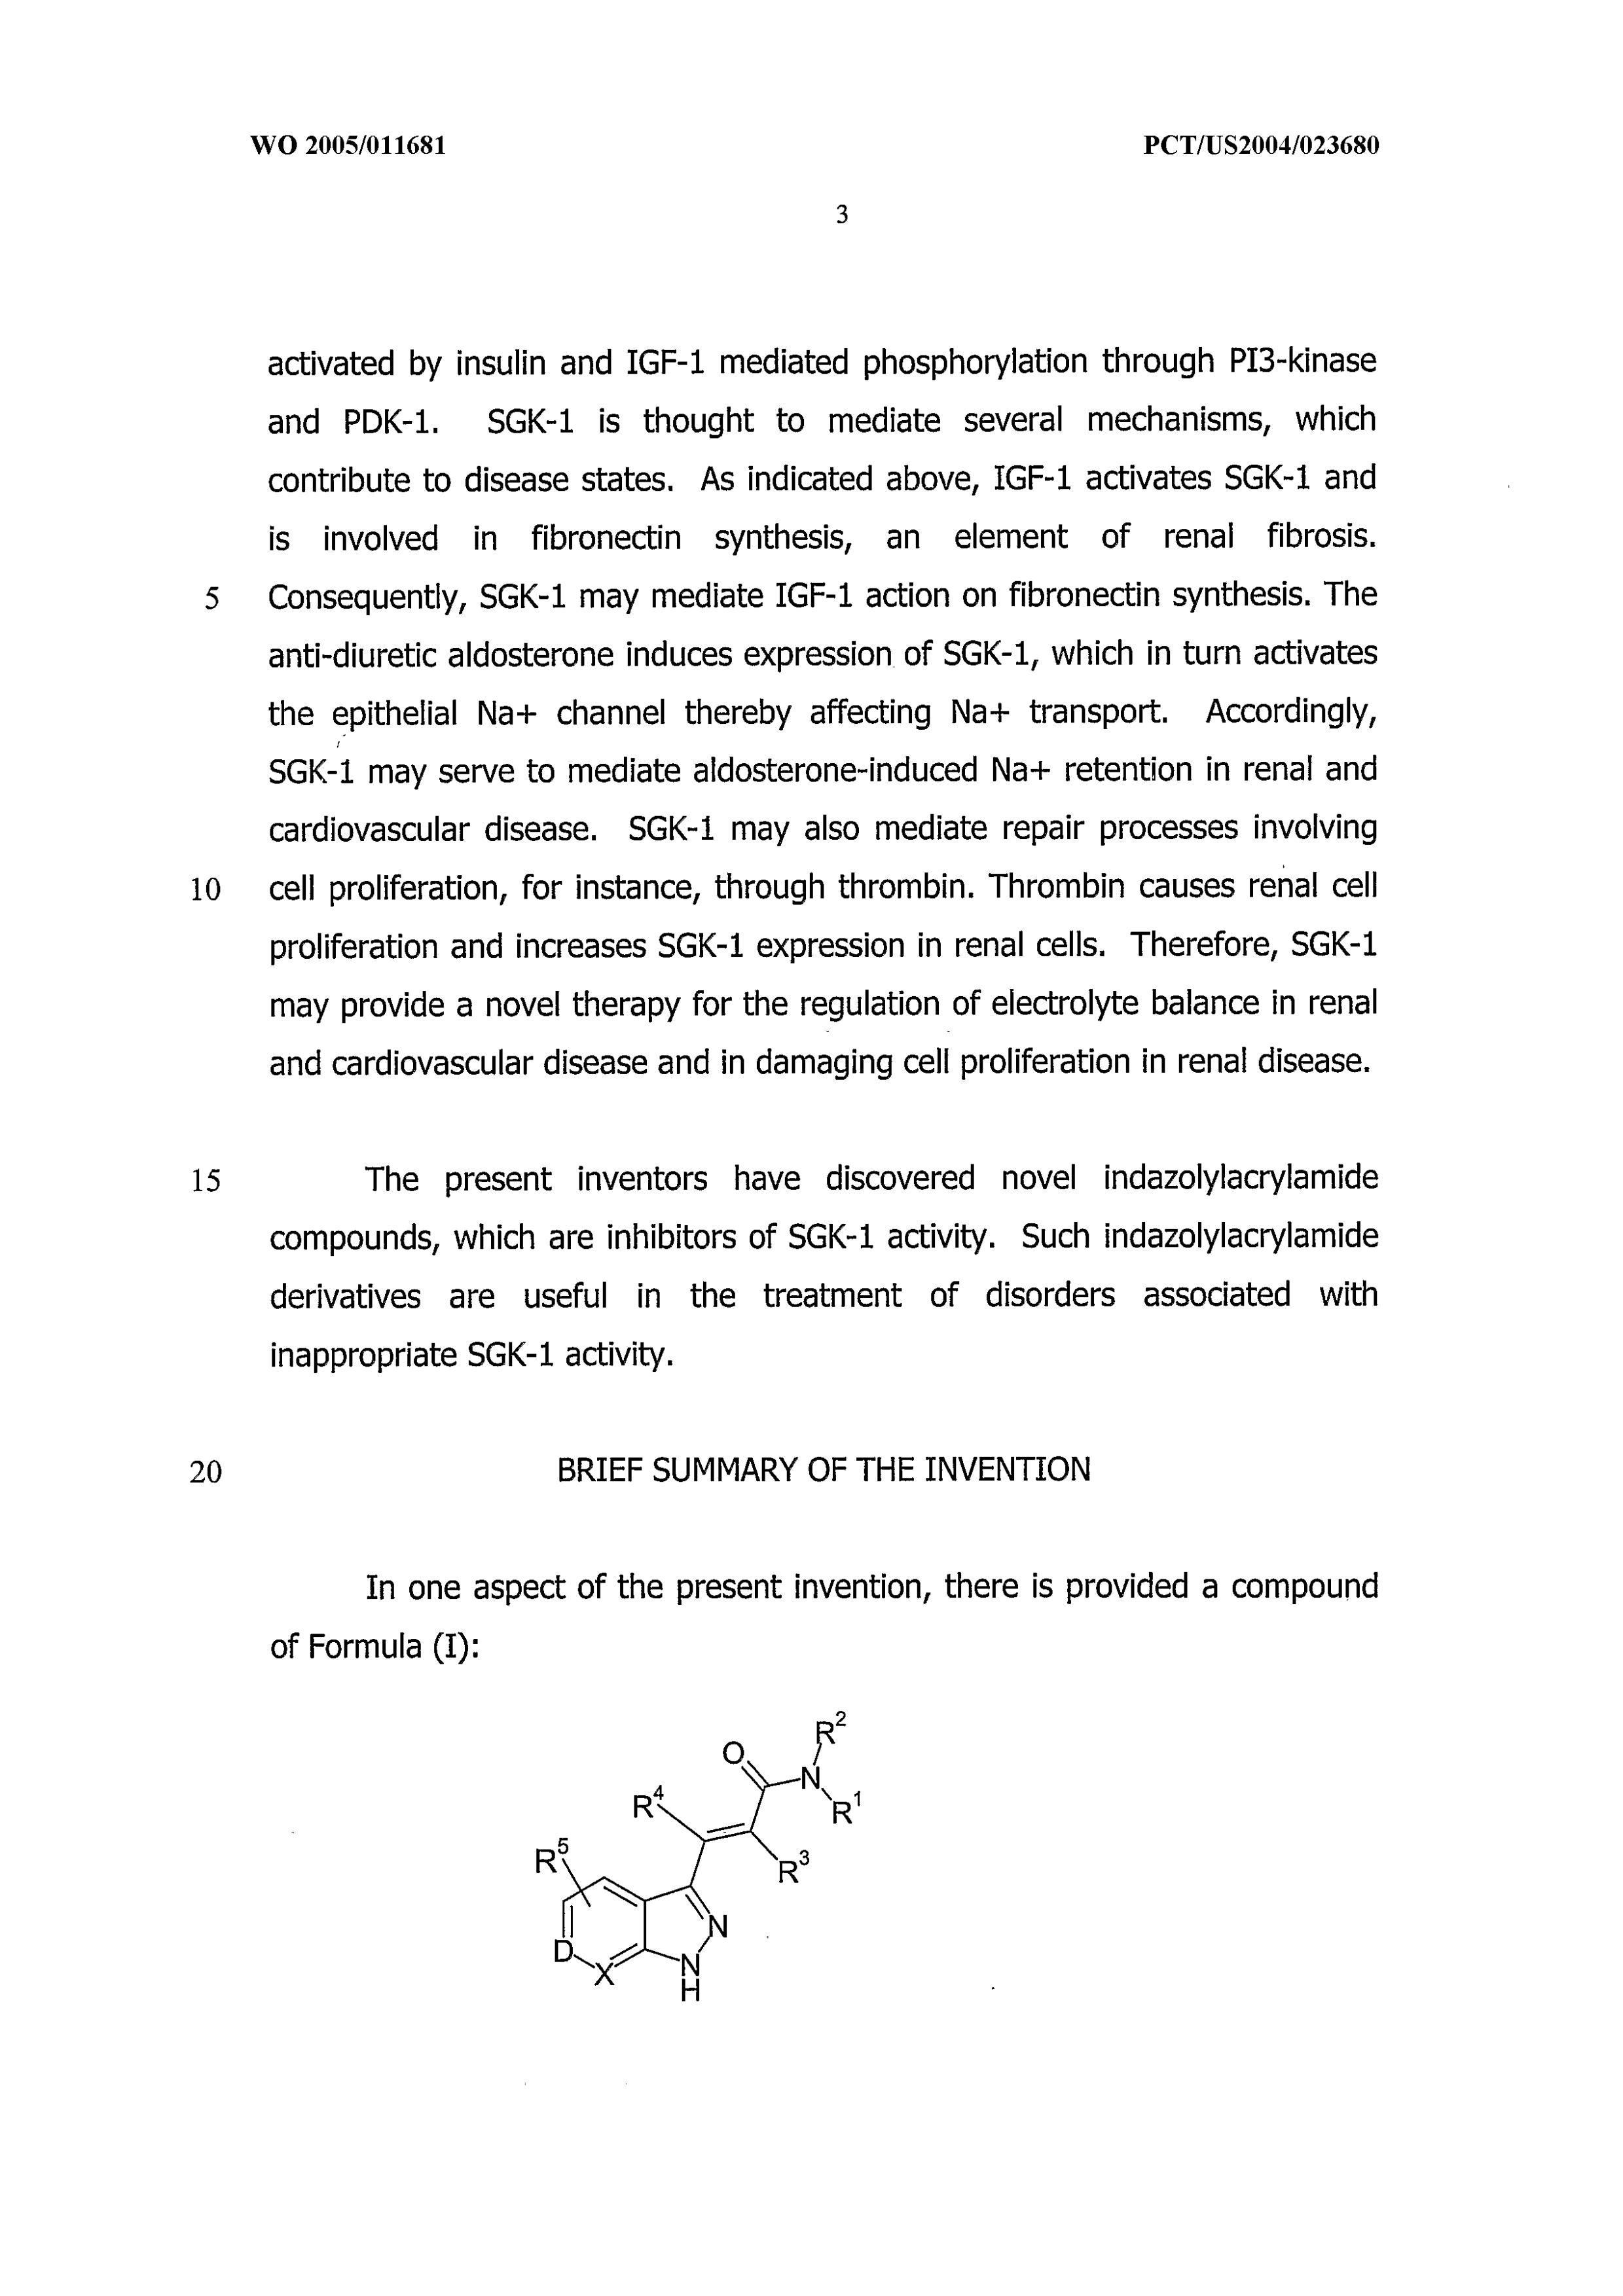 WO 2005/011681 PCT/US2004/023680
3
activated by insulin and IGF-1 mediated phosphorylation through PI3-kinase
and PDK-1. SGK-1 is thought to mediate several mechanisms, which
contribute to disease states. As indicated above, IGF-1 activates SGK-1 and
is involved in fibronectin synthesis, an element of renal fibrosis.
5 Consequently, SGK-1 may mediate IGF-1 action on fibronectin synthesis. The
anti-diuretic aldosterone induces expression of SGK-1, which in turn activates
the epithelial Na+ channel thereby affecting Na+ transport. Accordingly,
SGK-1 may serve to mediate aldosterone-induced Na+ retention in renal and
cardiovascular disease. SGK-1 may also mediate repair processes involving
10 cell proliferation, for instance, through thrombin. Thrombin causes renal cell
proliferation and increases SGK-1 expression in renal cells. Therefore, SGK-1
may provide a novel therapy for the regulation of electrolyte balance in renal
and cardiovascular disease and in damaging cell proliferation in renal disease.
15 The present inventors have discovered novel indazolylacrylamide
compounds, which are inhibitors of SGK-1 activity. Such indazolylacrylamide
derivatives are useful in the treatment of disorders associated with
inappropriate SGK-1 activity.
20 BRIEF SUMMARY OF THE INVENTION
In one aspect of the present invention, there is provided a compound
of Formula (I):
R²
O
N
R⁴
R¹
R⁵
R³
N
D
N
X
H